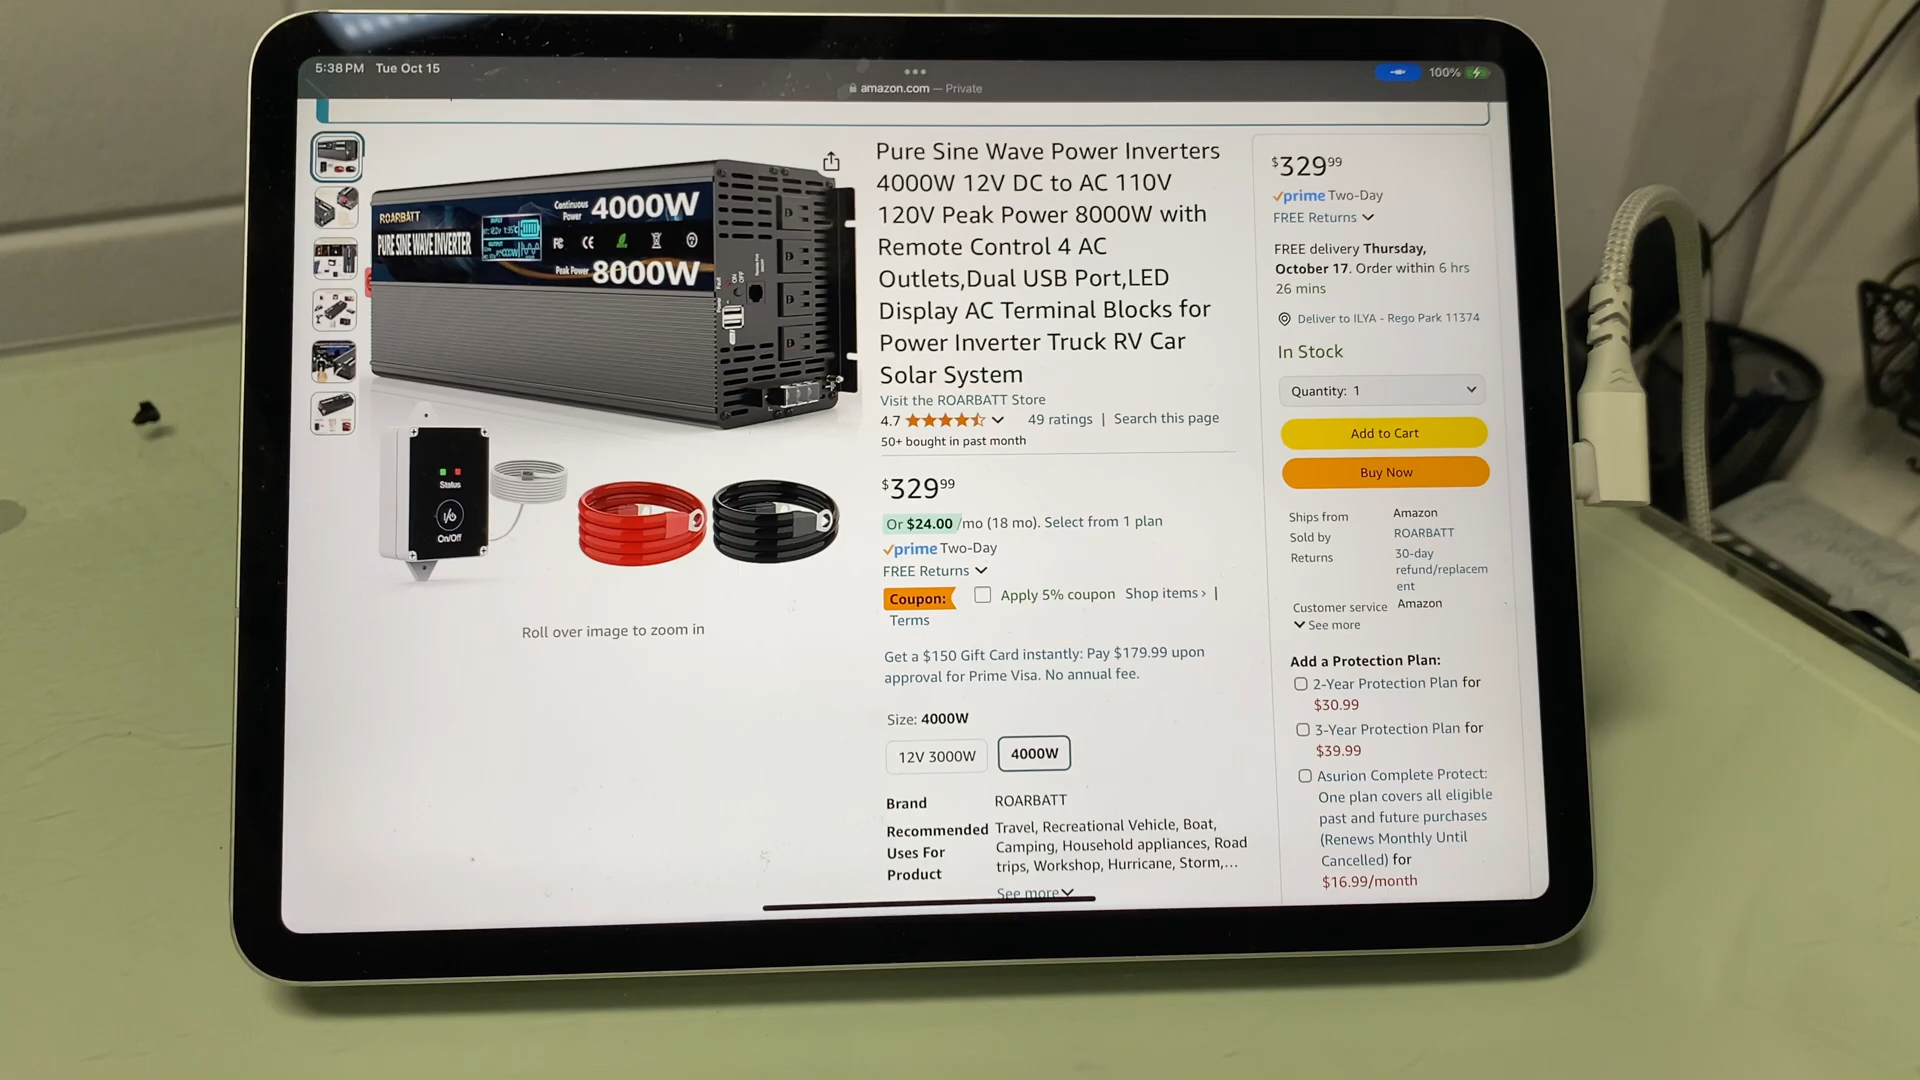 5:38 PM Tue Oct 15
100%
amazon.com — Private
ROARBATT
PURE SINE WAVE INVERTER
Continuous Power 4000W
FC CE
Peak Power 8000W
ON
OFF
Status
I/O
On/Off
Roll over image to zoom in
Pure Sine Wave Power Inverters
4000W 12V DC to AC 110V
120V Peak Power 8000W with
Remote Control 4 AC
Outlets,Dual USB Port,LED
Display AC Terminal Blocks for
Power Inverter Truck RV Car
Solar System
Visit the ROARBATT Store
4.7 49 ratings | Search this page
50+ bought in past month
$329 99
Or $24.00 /mo (18 mo). Select from 1 plan
prime Two-Day
FREE Returns
Coupon: Apply 5% coupon Shop items › |
Terms
Get a $150 Gift Card instantly: Pay $179.99 upon
approval for Prime Visa. No annual fee.
Size: 4000W
12V 3000W 4000W
Brand ROARBATT
Recommended Uses For Product
Travel, Recreational Vehicle, Boat,
Camping, Household appliances, Road
trips, Workshop, Hurricane, Storm,...
See more
$329 99
prime Two-Day
FREE Returns
FREE delivery Thursday,
October 17. Order within 6 hrs
26 mins
Deliver to ILYA - Rego Park 11374
In Stock
Quantity: 1
Add to Cart
Buy Now
Ships from Amazon
Sold by ROARBATT
Returns 30-day
refund/replacem
ent
Customer service Amazon
See more
Add a Protection Plan:
2-Year Protection Plan for
$30.99
3-Year Protection Plan for
$39.99
Asurion Complete Protect:
One plan covers all eligible
past and future purchases
(Renews Monthly Until
Cancelled) for
$16.99/month